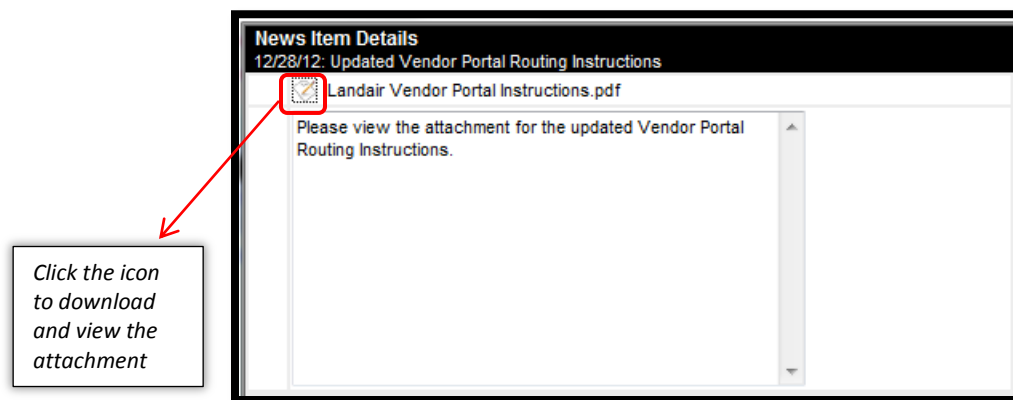 News Item Details
12/28/12: Updated Vendor Portal Routing Instructions
Landair Vendor Portal Instructions.pdf
Please view the attachment for the updated Vendor Portal
Routing Instructions.
Click the icon
to download
and view the
attachment